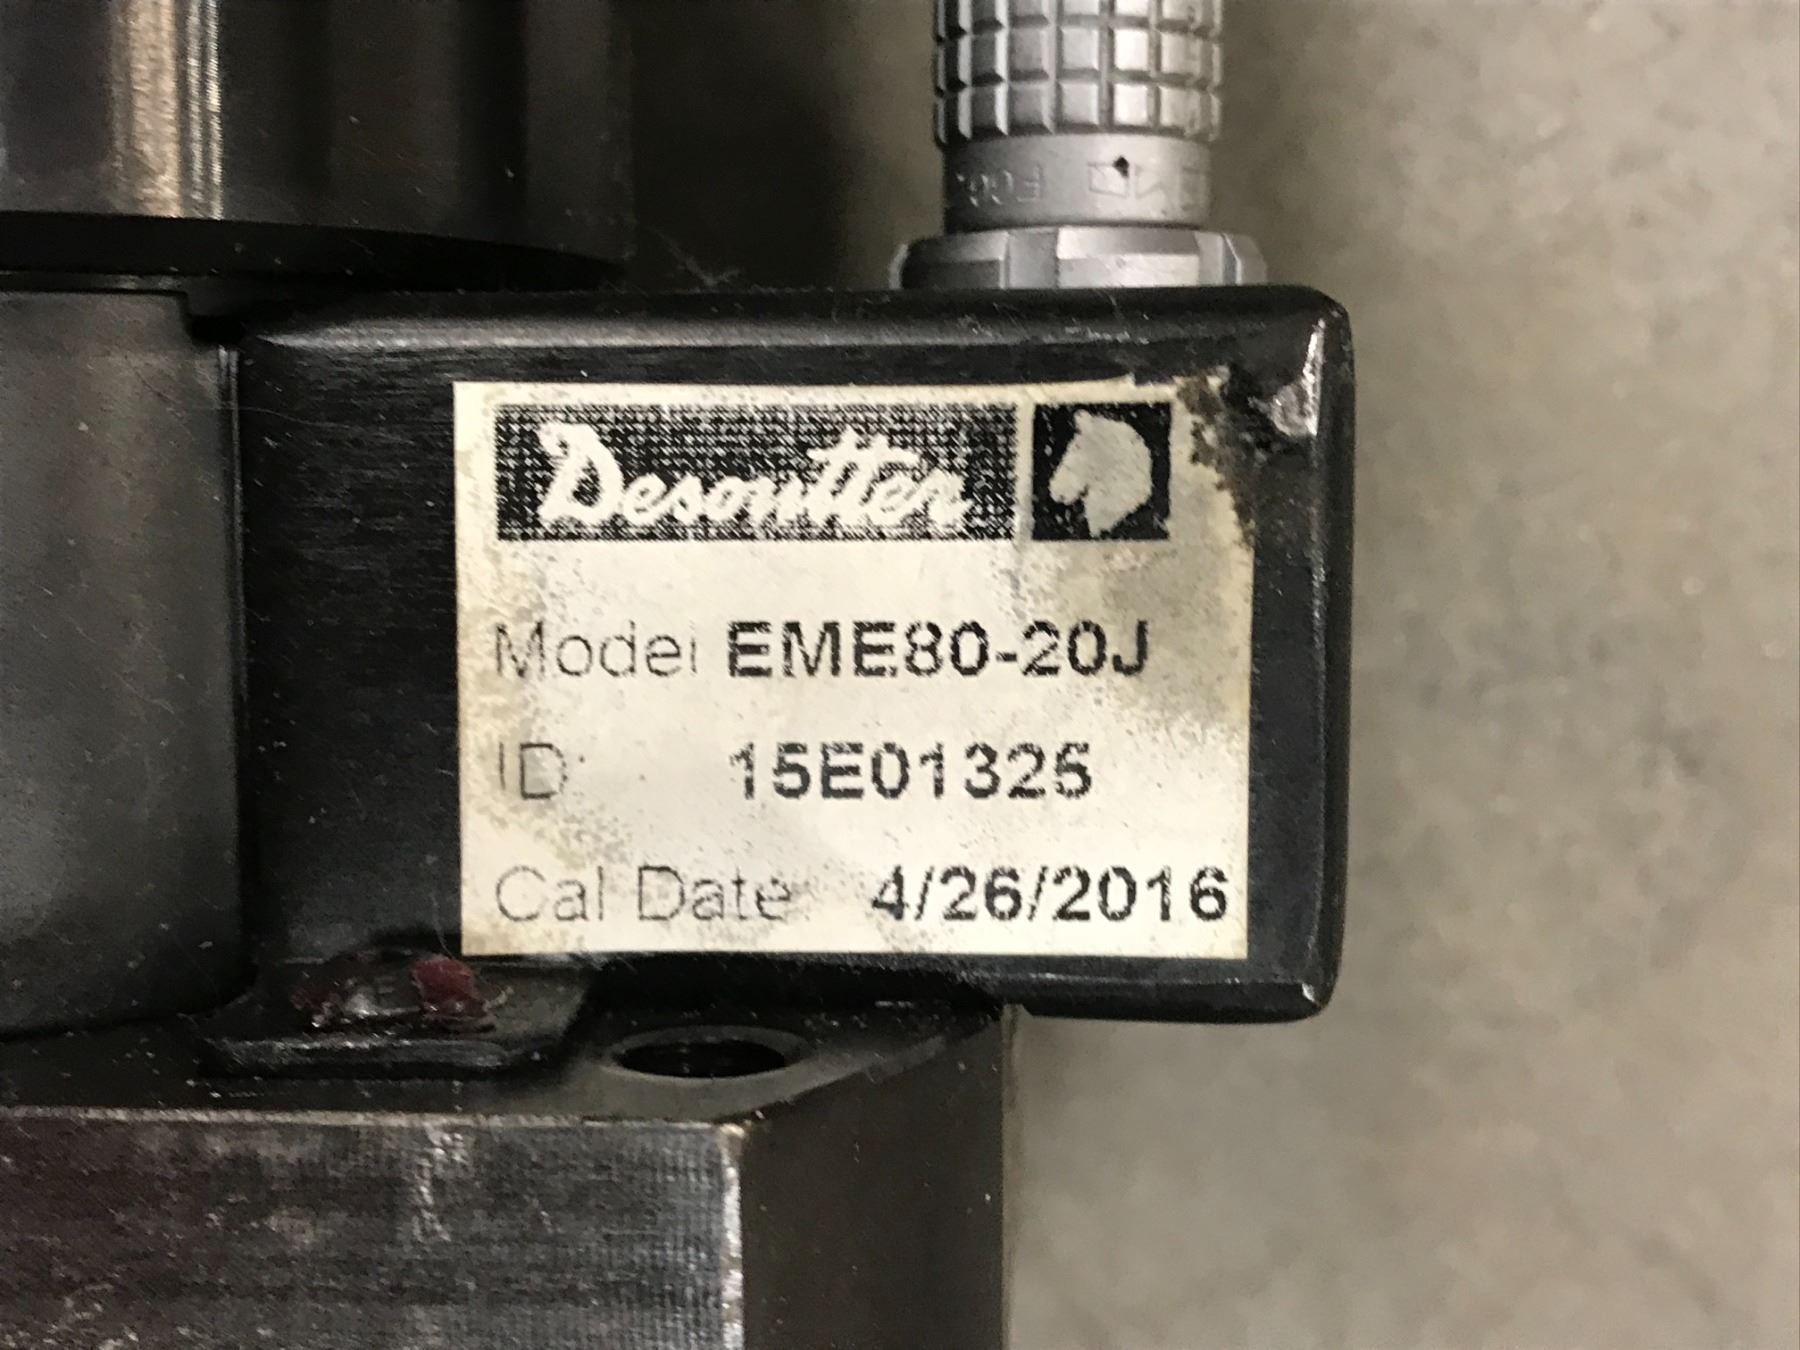 Desoutter
Model EME80-20J
ID: 15E01325
Cal Date: 4/26/2016